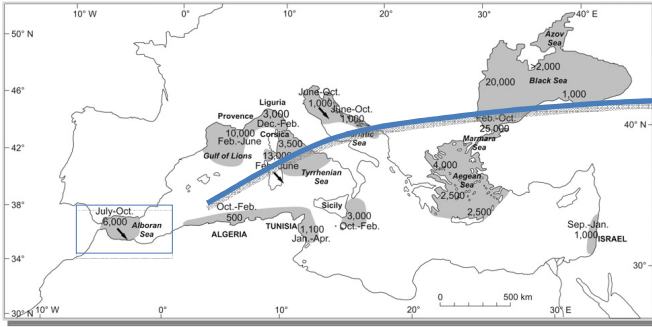 10° W
0°
10°
20°
30°
40° E
50° N
46°
42°
38°
34°
30° N
40° N
30°
10° W
0°
10°
20°
30° E
Azov
Sea
>2,000
Black Sea
20,000
1,000
Feb.-Oct.
25,000
Marmara
Sea
4,000
Aegean
Sea
2,500
2,500
June-Oct.
1,000
June-Oct.
1,000
Sea
Liguria
3,000
Dec.-Feb.
Provence
10,000
Feb.-June
Gulf of Lions
Corsica
3,500
13,000
Tyrrhenian
Sea
July-Oct.
6,000
Alboran
Sea
Oct.-Feb.
500
ALGERIA
TUNISIA
1,100
Jan.-Apr.
Sicily
3,000
Oct.-Feb.
Sep.-Jan.
1,000
ISRAEL
0
500 km